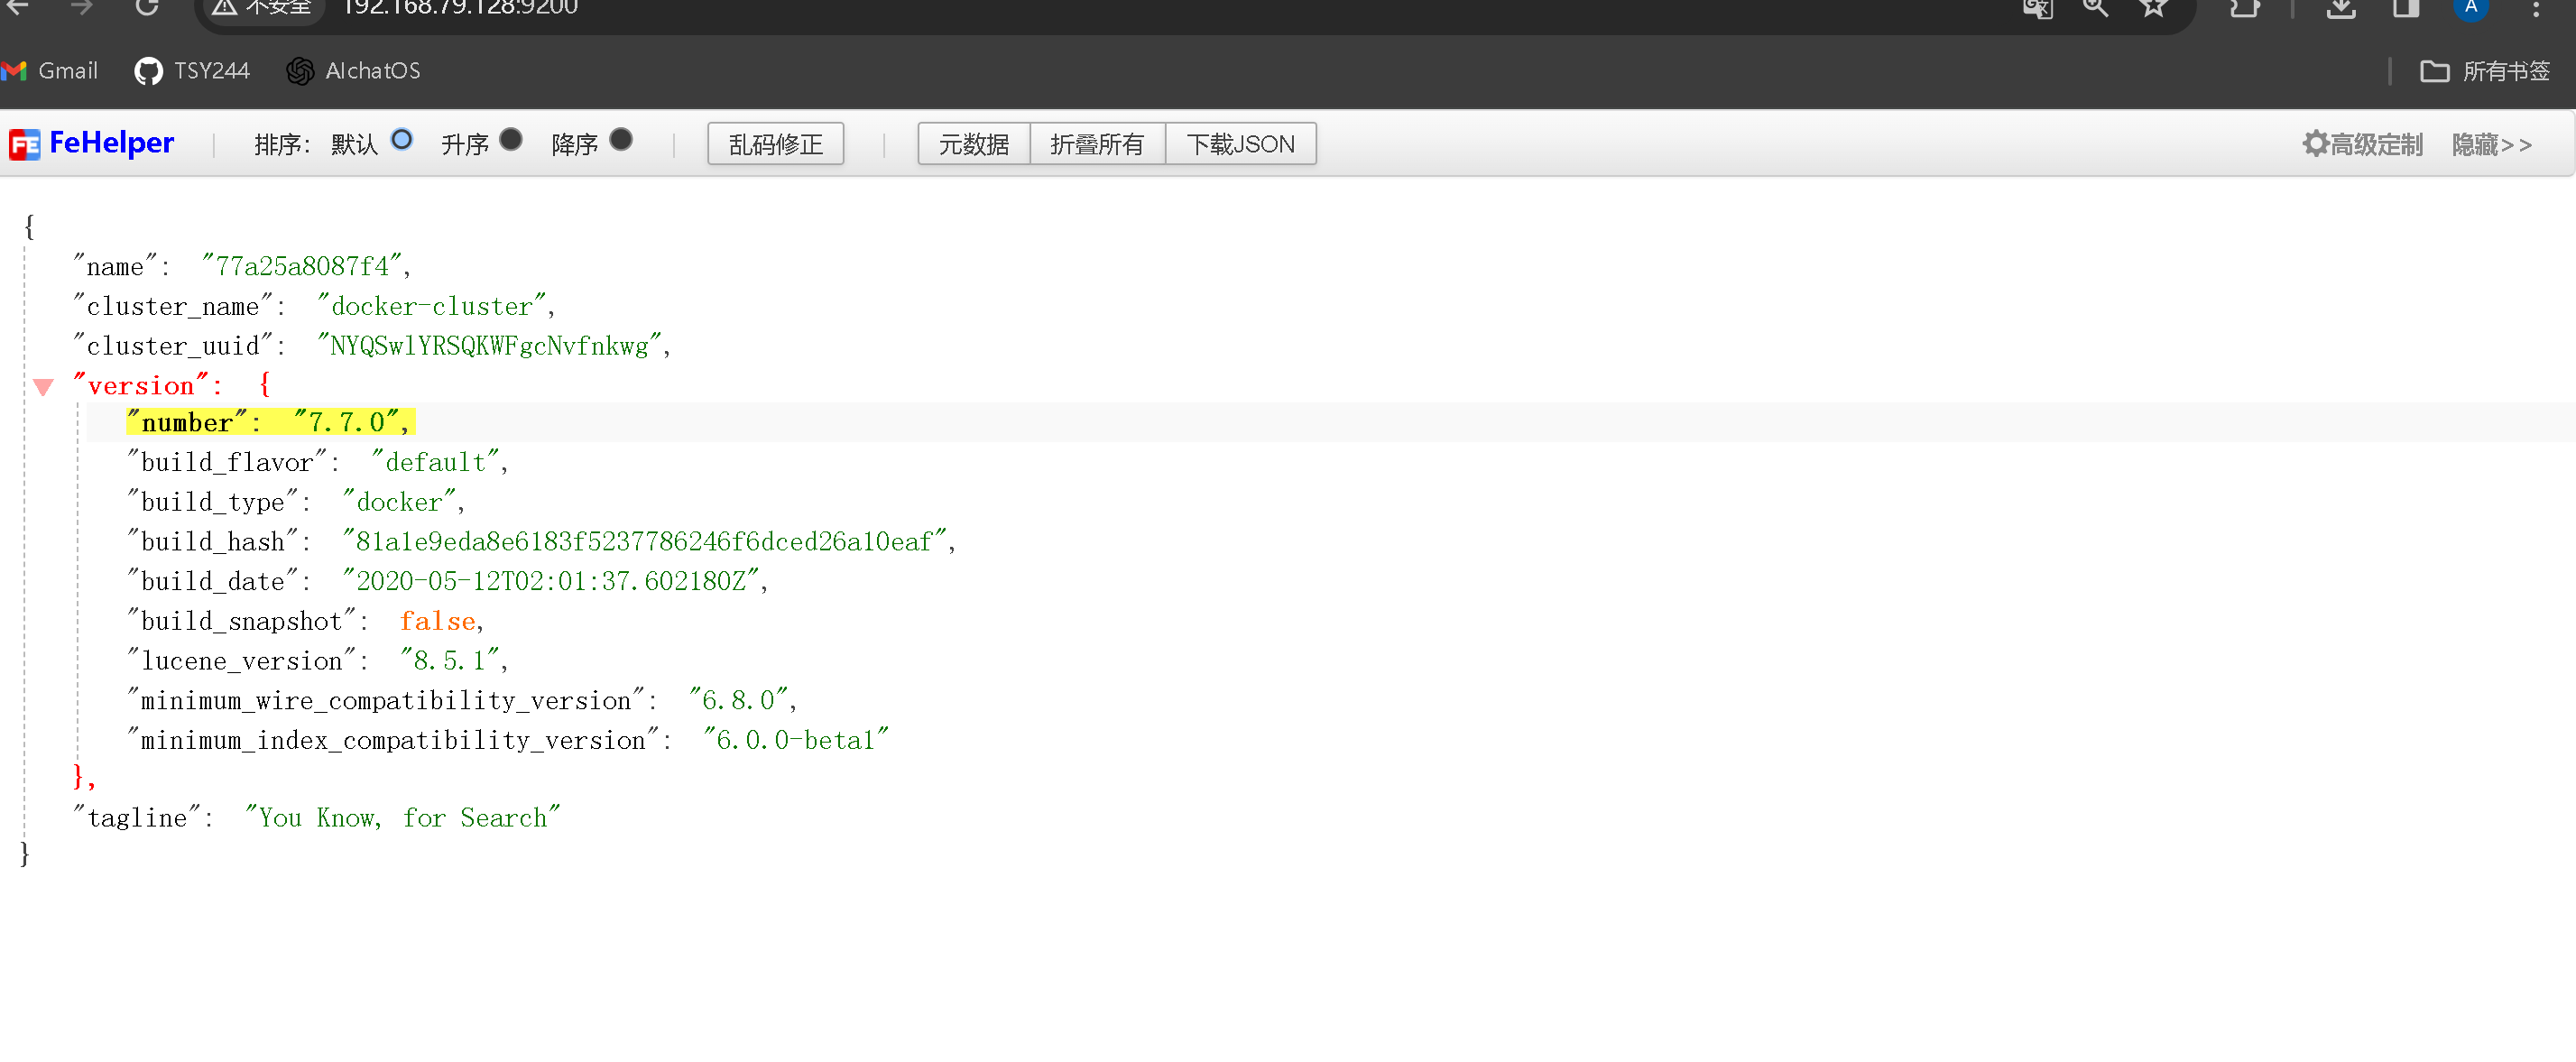 不安全 192.168.79.128:9200
A
Gmail TSY244 AIchatOS 所有书签
FE FeHelper 排序: 默认 升序 降序 乱码修正 元数据 折叠所有 下载JSON 高级定制 隐藏>>
{
"name": "77a25a8087f4",
"cluster_name": "docker-cluster",
"cluster_uuid": "NYQSwlYRSQKWFgcNvfnkwg",
"version": {
"number": "7.7.0",
"build_flavor": "default",
"build_type": "docker",
"build_hash": "81a1e9eda8e6183f5237786246f6dced26a10eaf",
"build_date": "2020-05-12T02:01:37.602180Z",
"build_snapshot": false,
"lucene_version": "8.5.1",
"minimum_wire_compatibility_version": "6.8.0",
"minimum_index_compatibility_version": "6.0.0-beta1"
},
"tagline": "You Know, for Search"
}